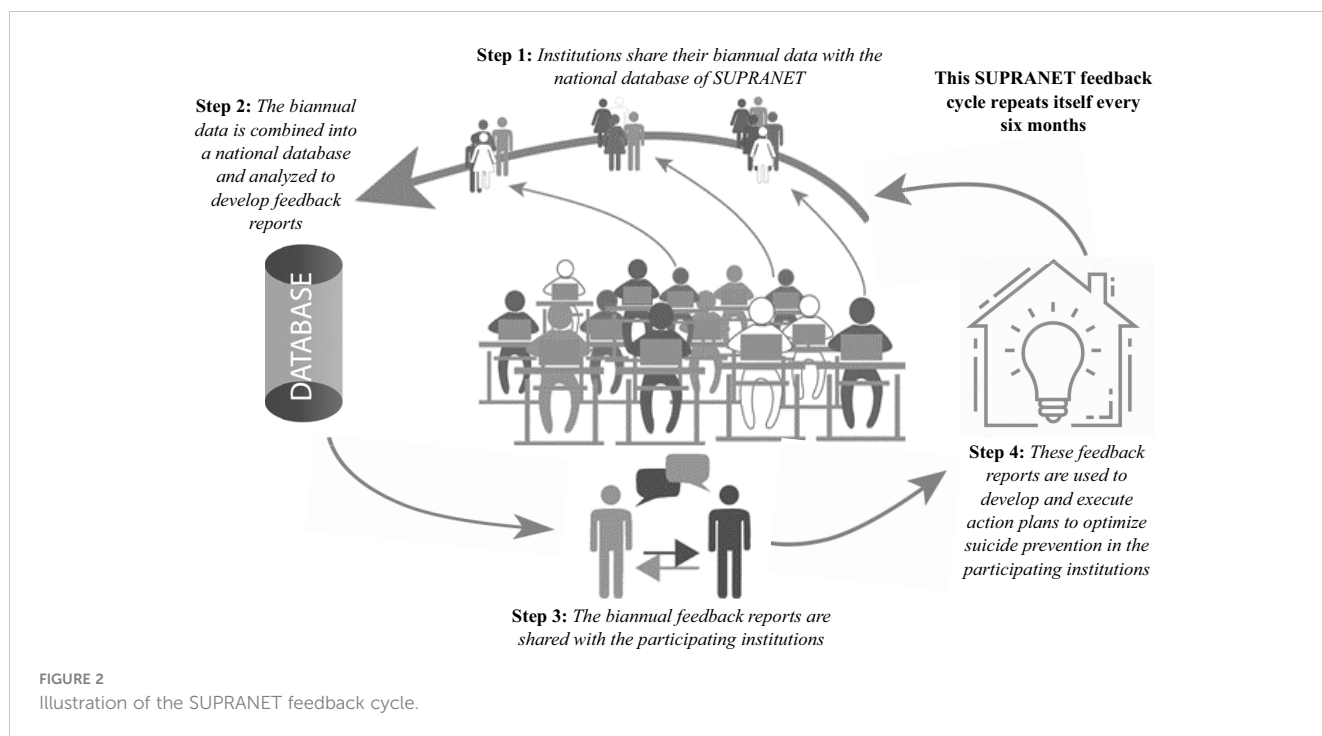 Step 1: Institutions share their biannual data with the
national database of SUPRANET
This SUPRANET feedback
cycle repeats itself every
six months
Step 2: The biannual
data is combined into
a national database
and analyzed to
develop feedback
reports
DATABASE
Step 4: These feedback
reports are used to
develop and execute
action plans to optimize
suicide prevention in the
participating institutions
Step 3: The biannual feedback reports are
shared with the participating institutions
FIGURE 2
Illustration of the SUPRANET feedback cycle.